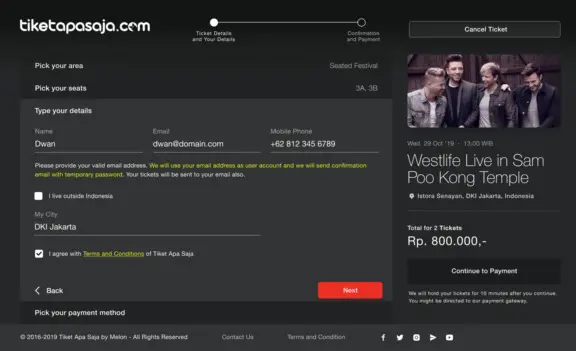 tiketapasaja.com
Ticket Details
and Your Details
Confirmation
and Payment
Cancel Ticket
Pick your area
Seated Festival
Pick your seats
3A, 3B
Type your details
Name
Email
Mobile Phone
Dwan
dwan@domain.com
+62 812 345 6789
Please provide your valid email address. We will use your email address as user account and we will send confirmation
email with temporary password. Your tickets will be sent to your email also.
I live outside Indonesia
My City
DKI Jakarta
I agree with Terms and Conditions of Tiket Apa Saja
Back
Next
Pick your payment method
Wed, 29 Oct '19 - 13.00 WIB
Westlife Live in Sam
Poo Kong Temple
Istora Senayan, DKI Jakarta, Indonesia
Total for 2 Tickets
Rp. 800.000,-
Continue to Payment
We will hold your tickets for 10 minutes after you continue.
You might be directed to our payment gateway.
© 2016-2019 Tiket Apa Saja by Melon - All Rights Reserved
Contact Us
Terms and Condition